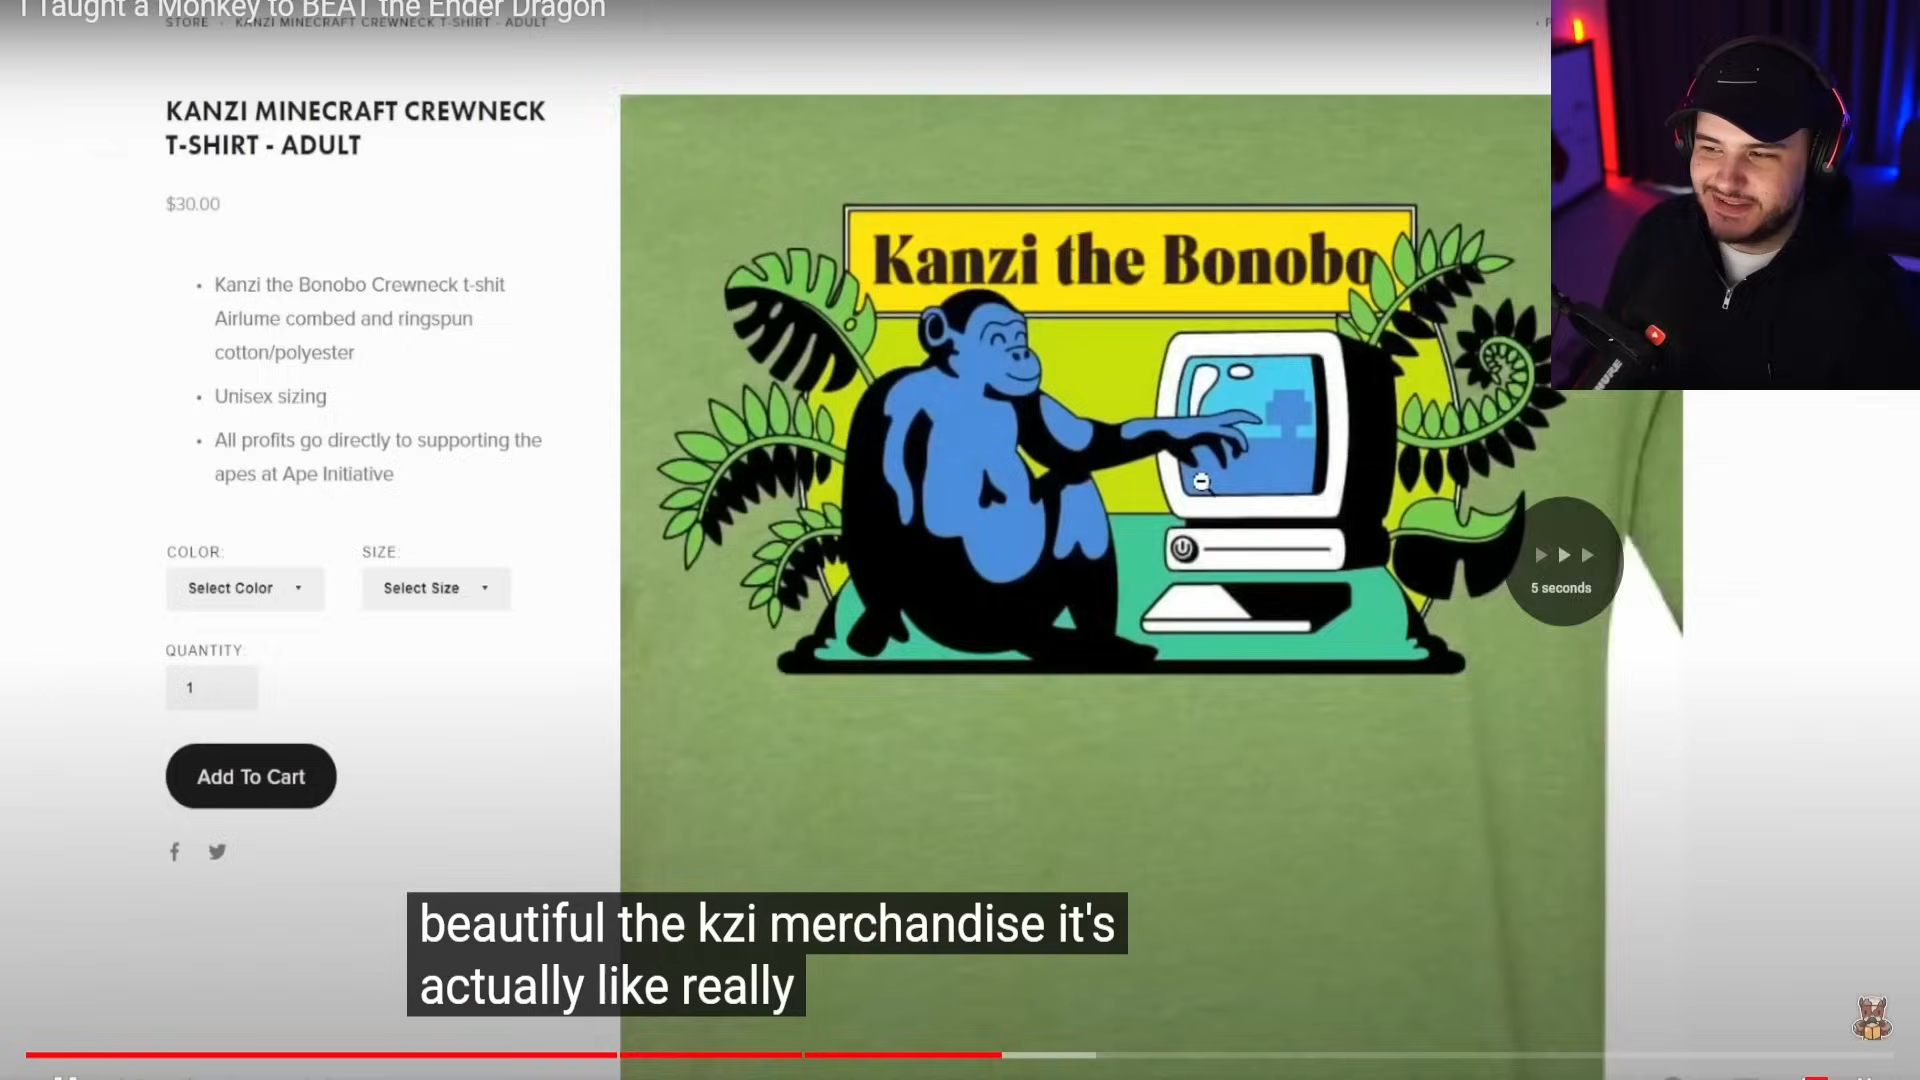 I Taught a Monkey to BEAT the Ender Dragon
STORE · KANZI MINECRAFT CREWNECK T-SHIRT - ADULT
KANZI MINECRAFT CREWNECK
T-SHIRT - ADULT
$30.00
• Kanzi the Bonobo Crewneck t-shit
Airlume combed and ringspun
cotton/polyester
• Unisex sizing
• All profits go directly to supporting the
apes at Ape Initiative
COLOR:
SIZE:
Select Color
Select Size
QUANTITY:
1
Add To Cart
Kanzi the Bonobo
5 seconds
beautiful the kzi merchandise it's
actually like really